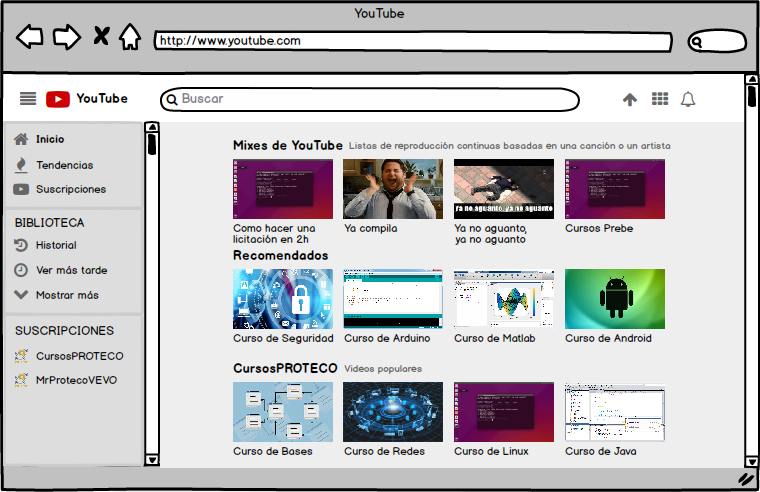 YouTube
http://www.youtube.com
YouTube
Buscar
Inicio
Tendencias
Suscripciones
BIBLIOTECA
Historial
Ver más tarde
Mostrar más
SUSCRIPCIONES
CursosPROTECO
MrProtecoVEVO
Mixes de YouTube Listas de reproducción continuas basadas en una canción o un artista
ya no aguanto, ya no aguanto
Como hacer una
licitación en 2h
Ya compila
Ya no aguanto,
ya no aguanto
Cursos Prebe
Recomendados
Curso de Seguridad
Curso de Arduino
Curso de Matlab
Curso de Android
CursosPROTECO Videos populares
Curso de Bases
Curso de Redes
Curso de Linux
Curso de Java